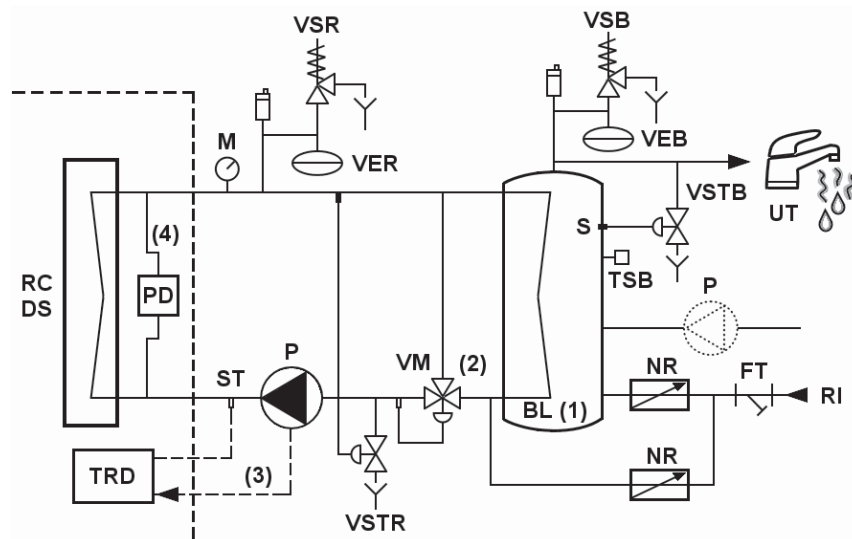 VSR
VSB
M
VER
VEB
VSTB
UT
(4)
S
RC
DS
PD
TSB
P
ST
P
VM
(2)
NR
FT
BL (1)
RI
TRD
(3)
NR
VSTR